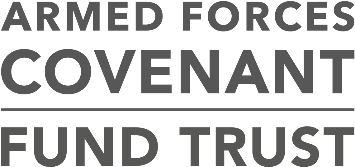 ARMED FORCES
COVENANT
FUND TRUST